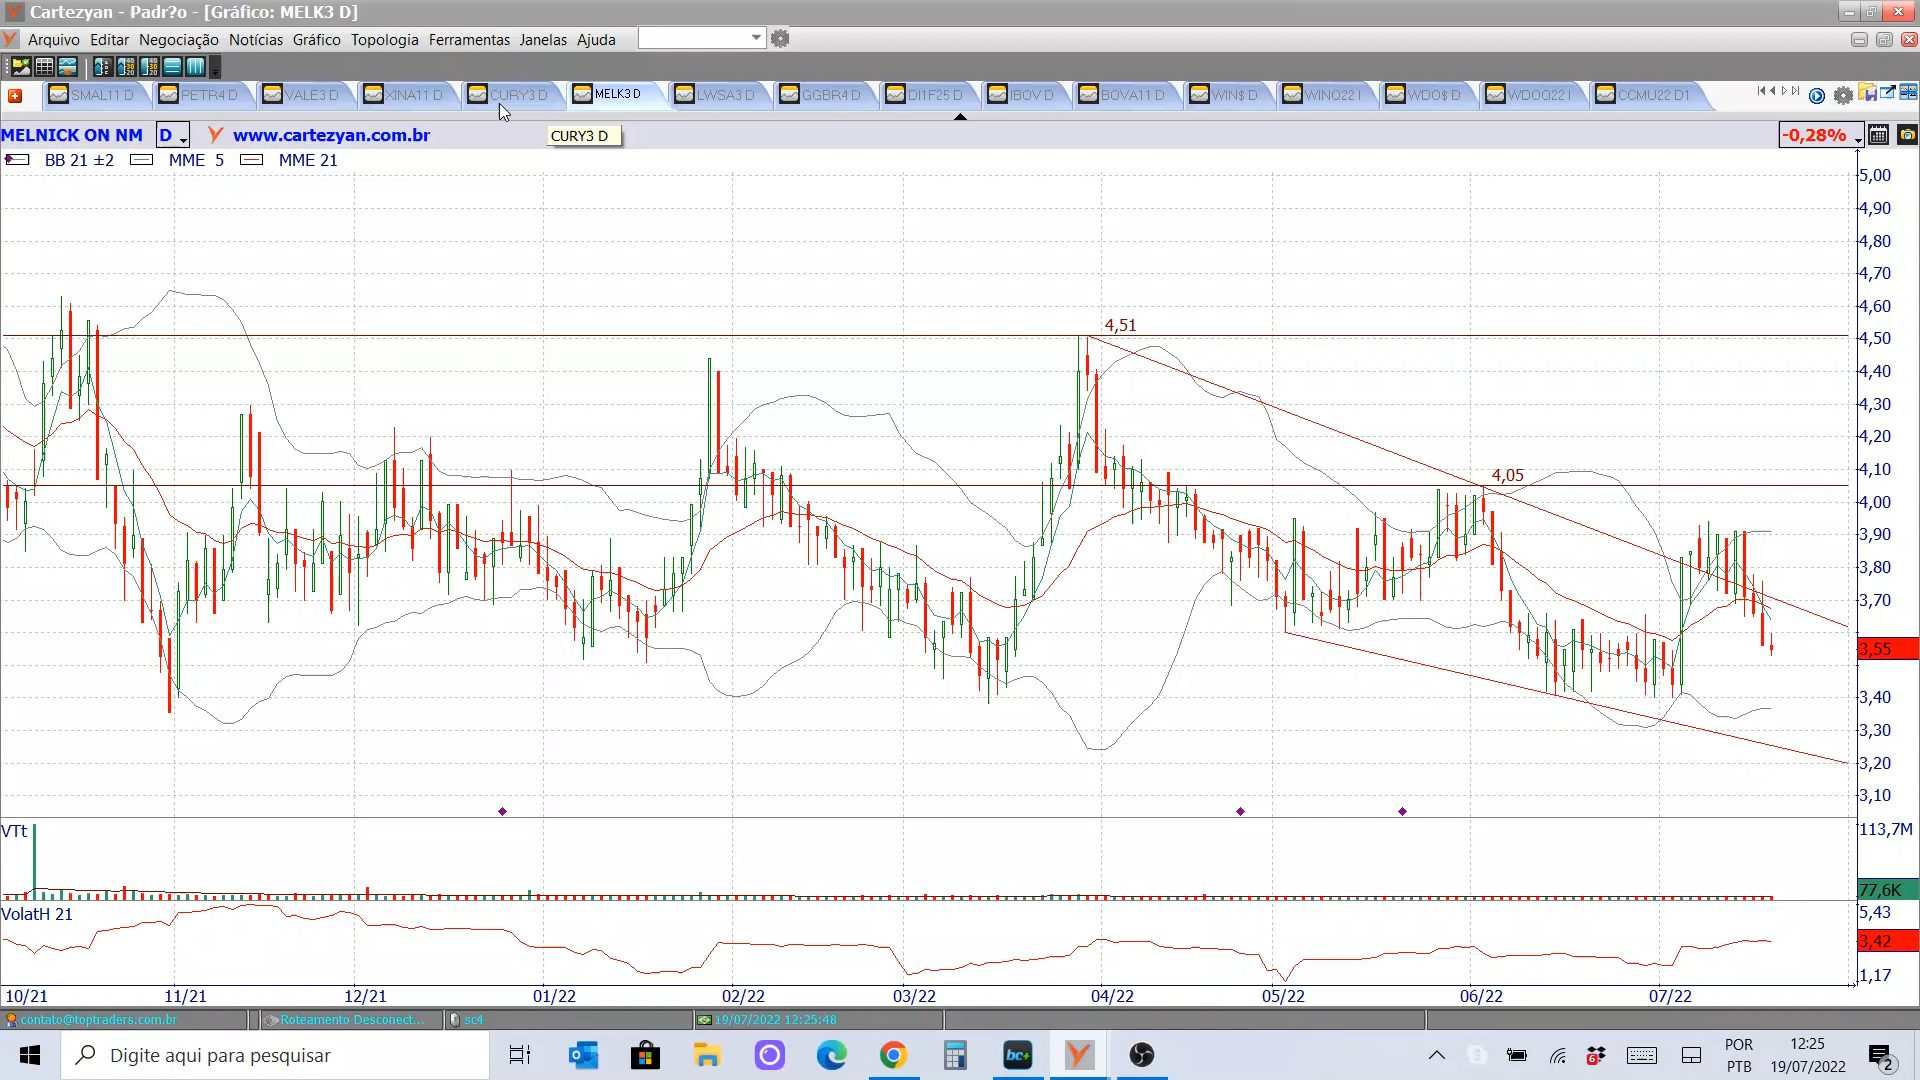 Cartezyan - Padr?o - [Gráfico: MELK3 D]
Arquivo Editar Negociação Notícias Gráfico Topologia Ferramentas Janelas Ajuda
SMAL11 D PETR4 D VALE3 D XINA11 D CURY3 D MELK3 D LWSA3 D GGBR4 D DI1F25 D IBOV D BOVA11 D WIN$ D WINQ22 I WDO$ D WDOQ22 I CCMU22 D1
MELNICK ON NM D www.cartezyan.com.br CURY3 D -0,28%
BB 21 ±2 MME 5 MME 21
5,00
4,90
4,80
4,70
4,60
4,51
4,50
4,40
4,30
4,20
4,10
4,05
4,00
3,90
3,80
3,70
3,55
3,40
3,30
3,20
3,10
VTt 113,7M
77,6K
VolatH 21 5,43
3,42
1,17
10/21 11/21 12/21 01/22 02/22 03/22 04/22 05/22 06/22 07/22
contato@toptraders.com.br Roteamento Desconect... sc4 19/07/2022 12:25:48
Digite aqui para pesquisar bc+ 6 POR 12:25
PTB 19/07/2022 2